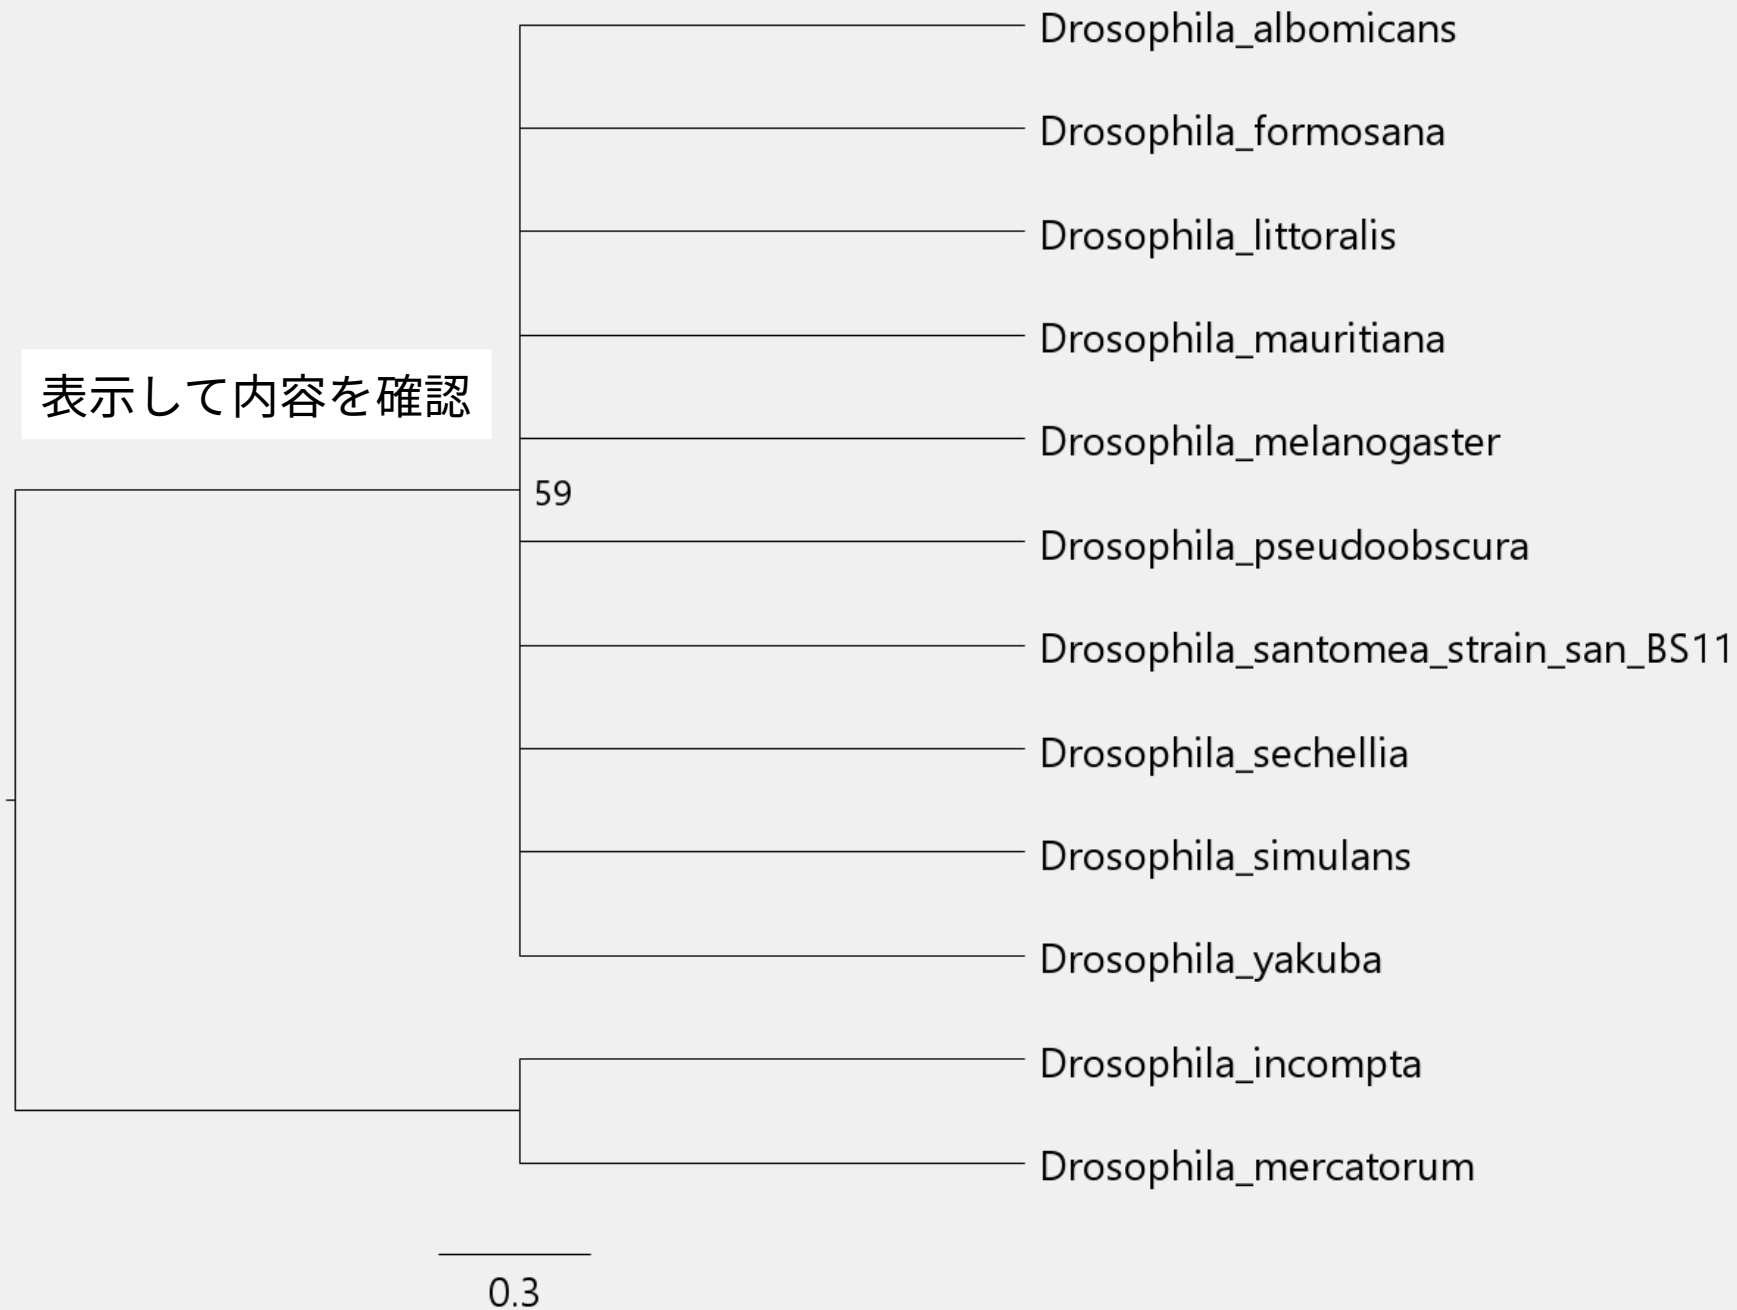 Drosophila_albomicans
Drosophila_formosana
Drosophila_littoralis
Drosophila_mauritiana
表示して内容を確認
Drosophila_melanogaster
59
Drosophila_pseudoobscura
Drosophila_santomea_strain_san_BS11
Drosophila_sechellia
Drosophila_simulans
Drosophila_yakuba
Drosophila_incompta
Drosophila_mercatorum
0.3